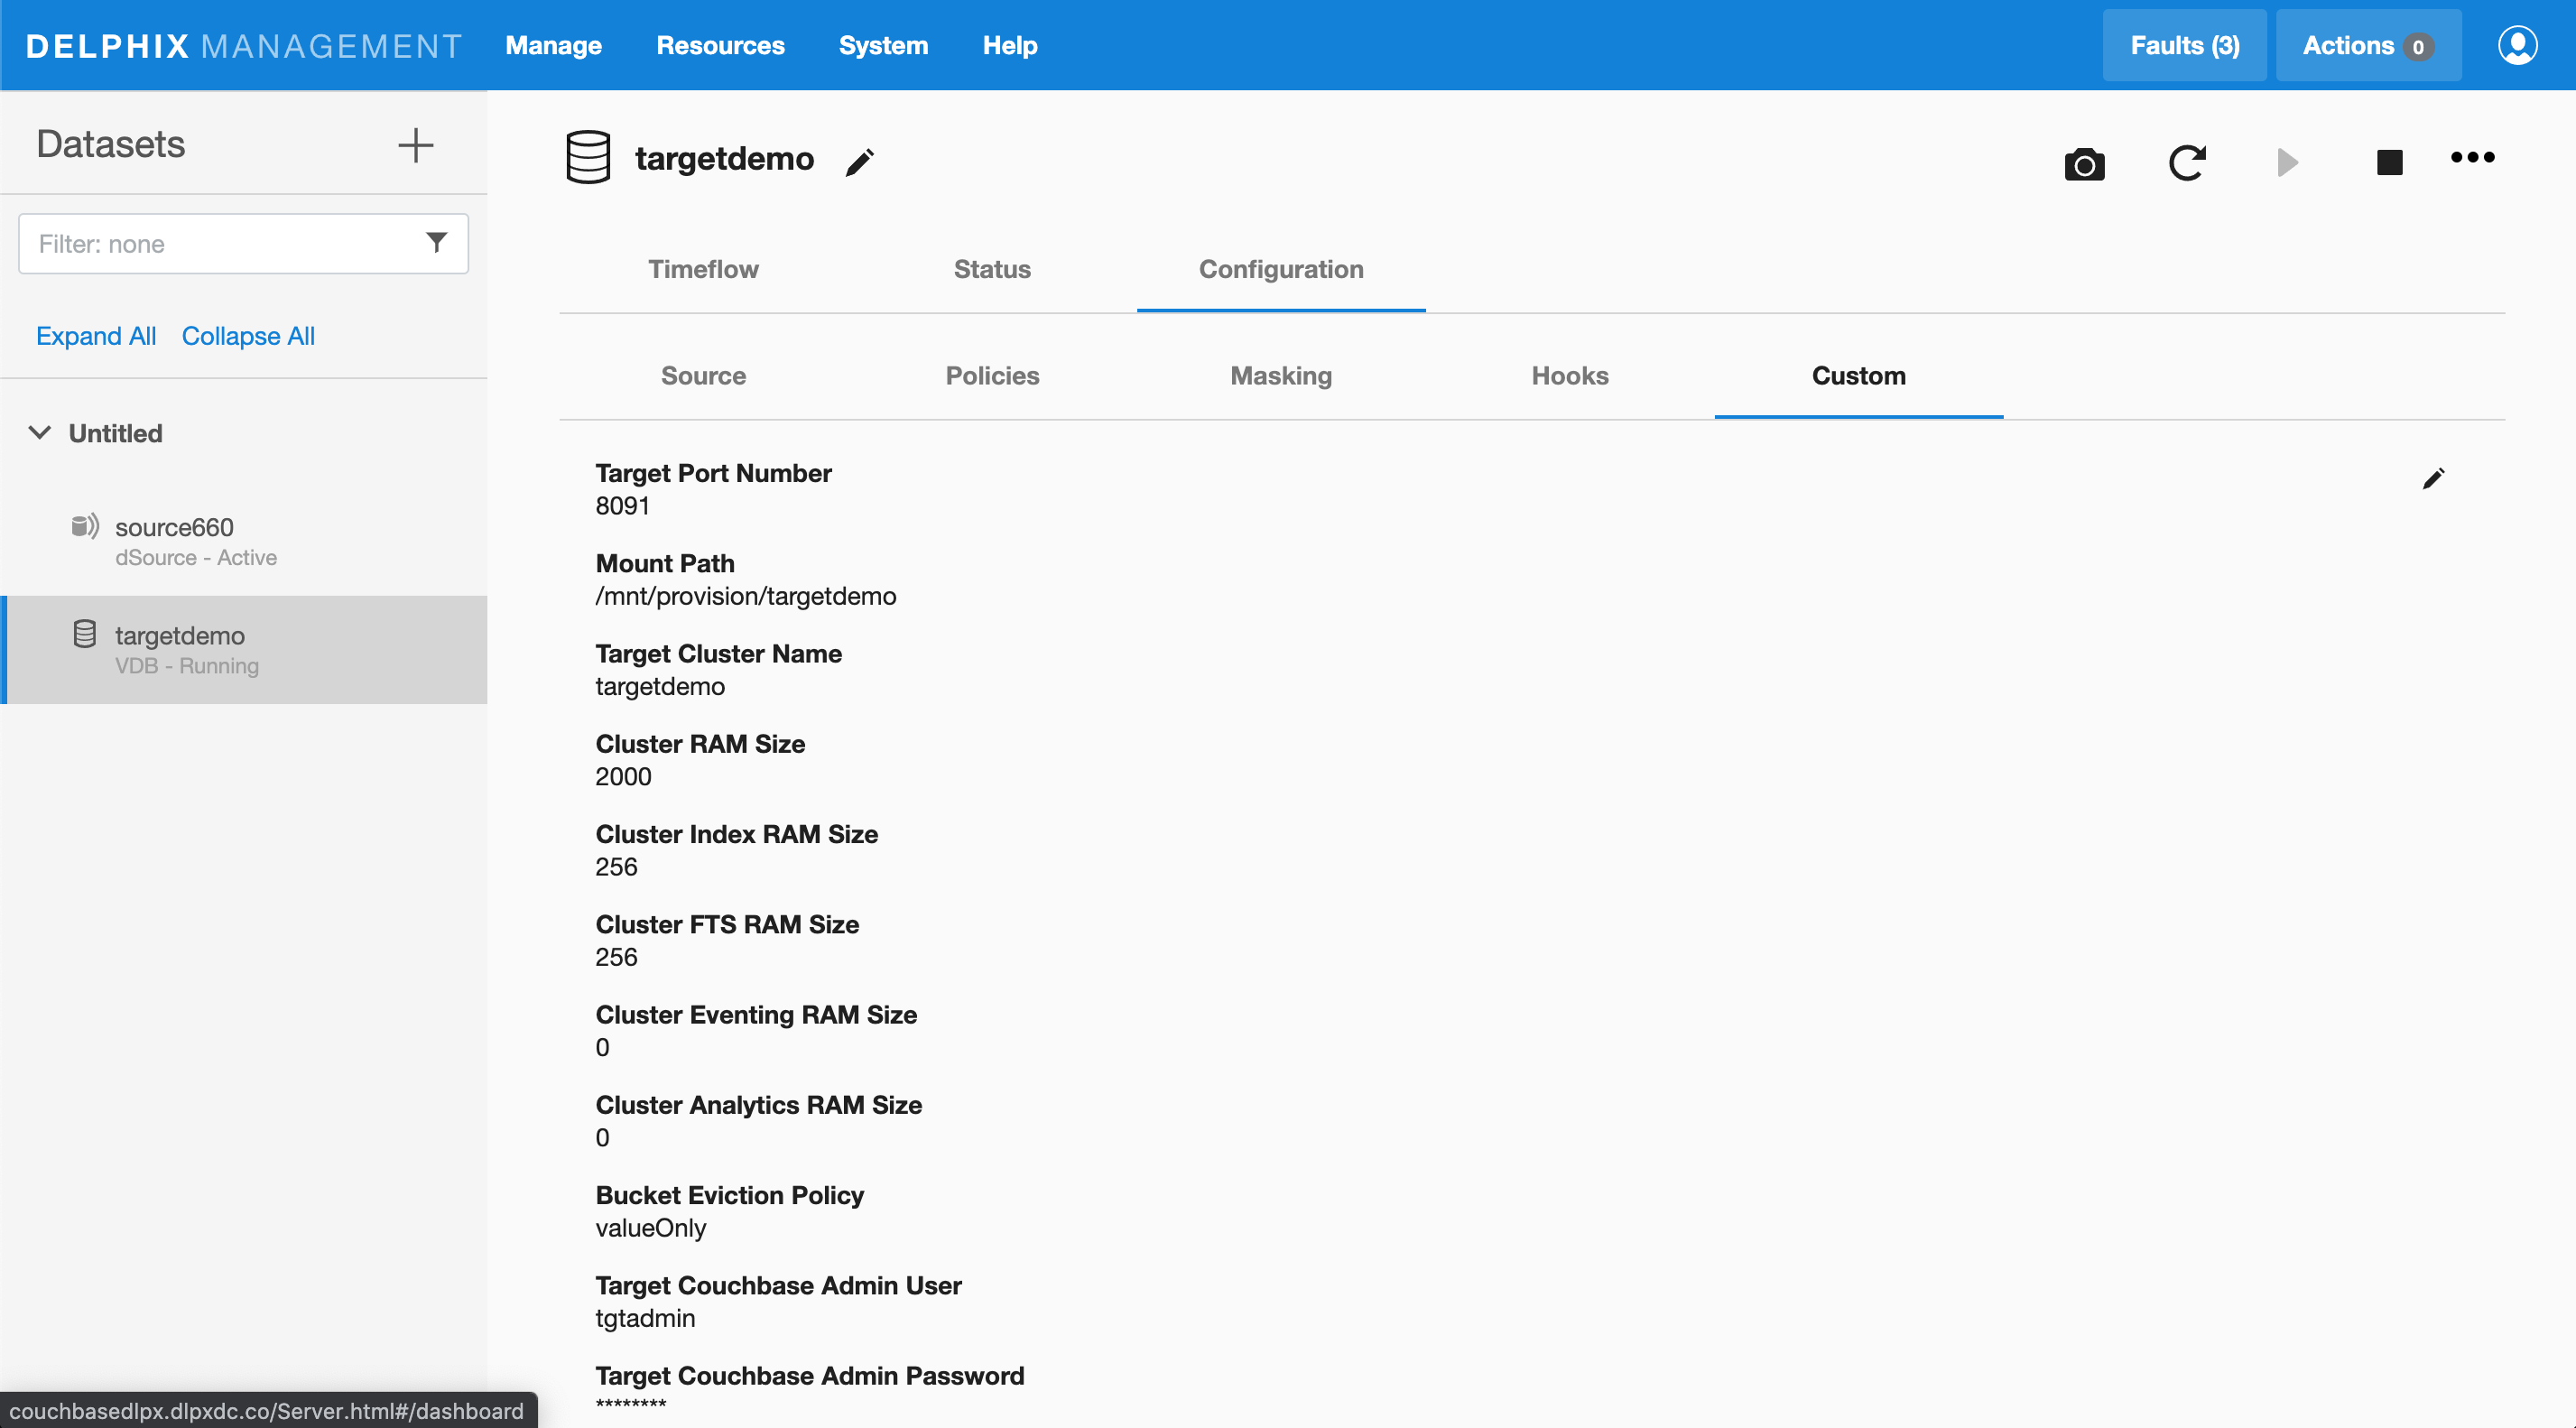 DELPHIX MANAGEMENT Manage Resources System Help Faults (3) Actions 0
Datasets
Filter: none
Expand All Collapse All
Untitled
source660
dSource - Active
targetdemo
VDB - Running
targetdemo
Timeflow Status Configuration
Source Policies Masking Hooks Custom
Target Port Number
8091
Mount Path
/mnt/provision/targetdemo
Target Cluster Name
targetdemo
Cluster RAM Size
2000
Cluster Index RAM Size
256
Cluster FTS RAM Size
256
Cluster Eventing RAM Size
0
Cluster Analytics RAM Size
0
Bucket Eviction Policy
valueOnly
Target Couchbase Admin User
tgtadmin
Target Couchbase Admin Password
********
couchbasedlpx.dlpxdc.co/Server.html#/dashboard